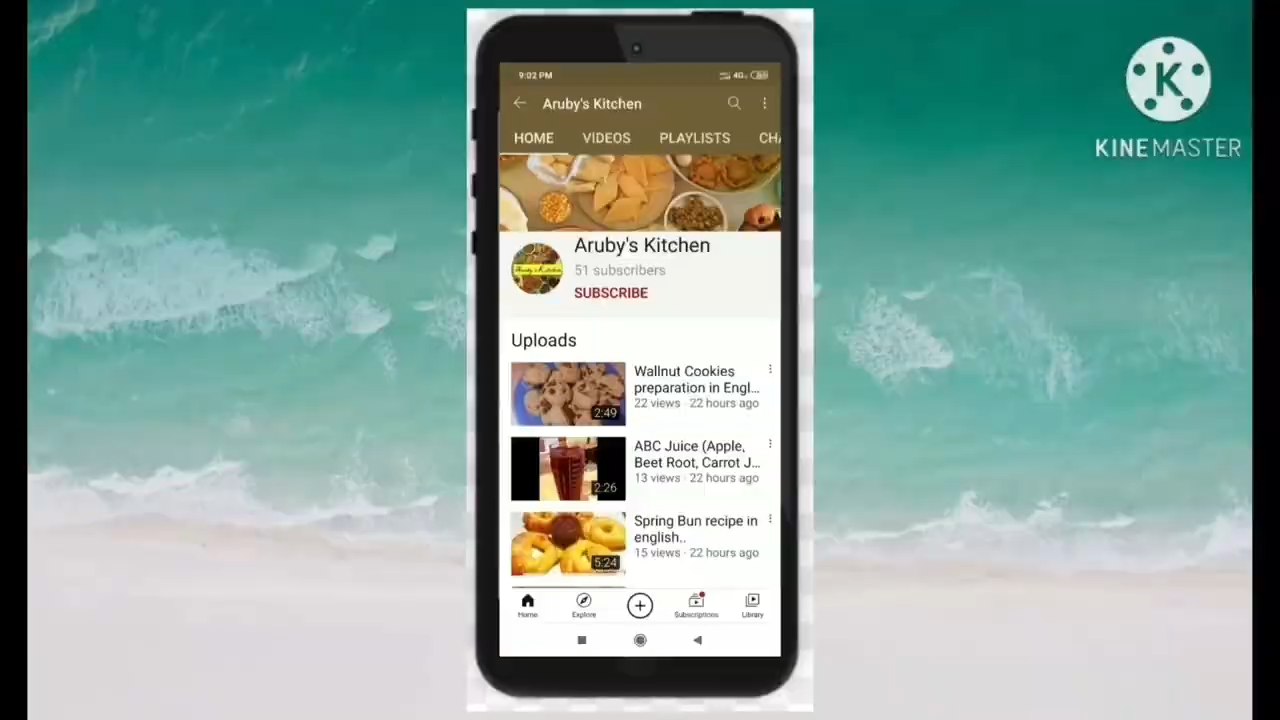 9:02 PM
4G
Aruby's Kitchen
HOME VIDEOS PLAYLISTS CHA
Aruby's Kitchen
51 subscribers
SUBSCRIBE
Uploads
Wallnut Cookies
preparation in Engl...
22 views · 22 hours ago
2:49
ABC Juice (Apple,
Beet Root, Carrot J...
13 views · 22 hours ago
2:26
Spring Bun recipe in
english..
15 views · 22 hours ago
5:24
Home Explore Subscriptions Library
K
KINEMASTER